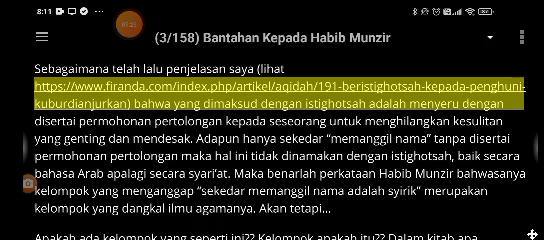 8:11
07:25
(3/158) Bantahan Kepada Habib Munzir
Sebagaimana telah lalu penjelasan saya (lihat
https://www.firanda.com/index.php/artikel/aqidah/191-beristighotsah-kepada-penghuni-
kuburdianjurkan) bahwa yang dimaksud dengan istighotsah adalah menyeru dengan
disertai permohonan pertolongan kepada seseorang untuk menghilangkan kesulitan
yang genting dan mendesak. Adapun hanya sekedar "memanggil nama" tanpa disertai
permohonan pertolongan maka hal ini tidak dinamakan dengan istighotsah, baik secara
bahasa Arab apalagi secara syari'at. Maka benarlah perkataan Habib Munzir bahwasanya
kelompok yang menganggap "sekedar memanggil nama adalah syirik" merupakan
kelompok yang dangkal ilmu agamanya. Akan tetapi...
Apakah ada kelompok yang seperti ini?? Kelompok apakah itu?? Dalam kitab apa